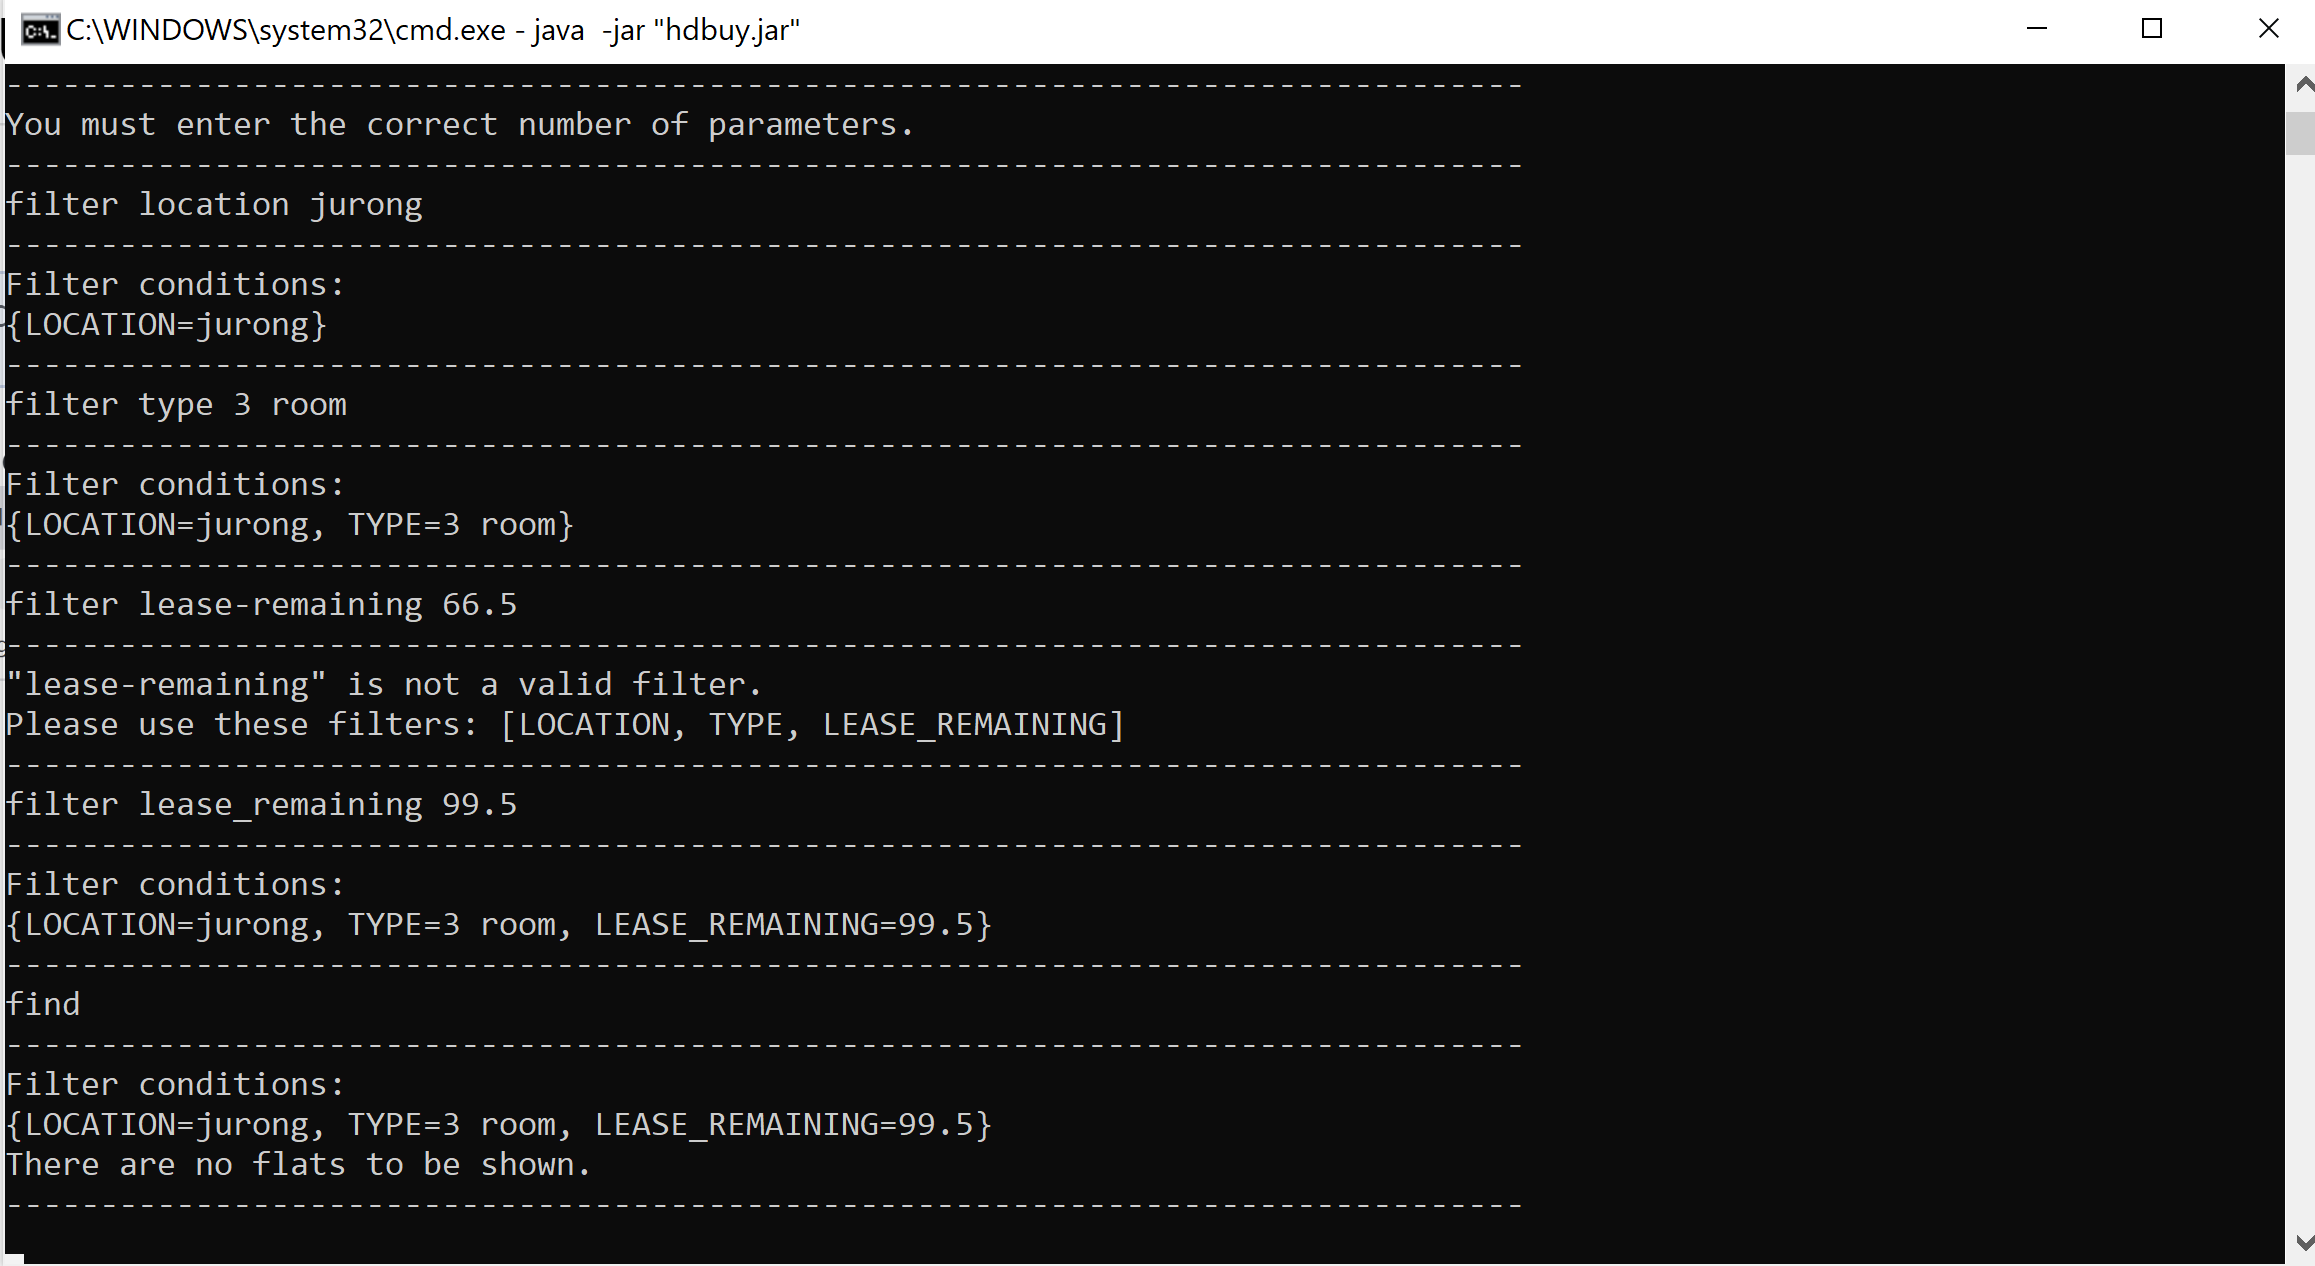 C:\WINDOWS\system32\cmd.exe - java  -jar "hdbuy.jar"
--------------------------------------------------------------------------------
You must enter the correct number of parameters.
--------------------------------------------------------------------------------
filter location jurong
--------------------------------------------------------------------------------
Filter conditions:
{LOCATION=jurong}
--------------------------------------------------------------------------------
filter type 3 room
--------------------------------------------------------------------------------
Filter conditions:
{LOCATION=jurong, TYPE=3 room}
--------------------------------------------------------------------------------
filter lease-remaining 66.5
--------------------------------------------------------------------------------
"lease-remaining" is not a valid filter.
Please use these filters: [LOCATION, TYPE, LEASE_REMAINING]
--------------------------------------------------------------------------------
filter lease_remaining 99.5
--------------------------------------------------------------------------------
Filter conditions:
{LOCATION=jurong, TYPE=3 room, LEASE_REMAINING=99.5}
--------------------------------------------------------------------------------
find
--------------------------------------------------------------------------------
Filter conditions:
{LOCATION=jurong, TYPE=3 room, LEASE_REMAINING=99.5}
There are no flats to be shown.
--------------------------------------------------------------------------------